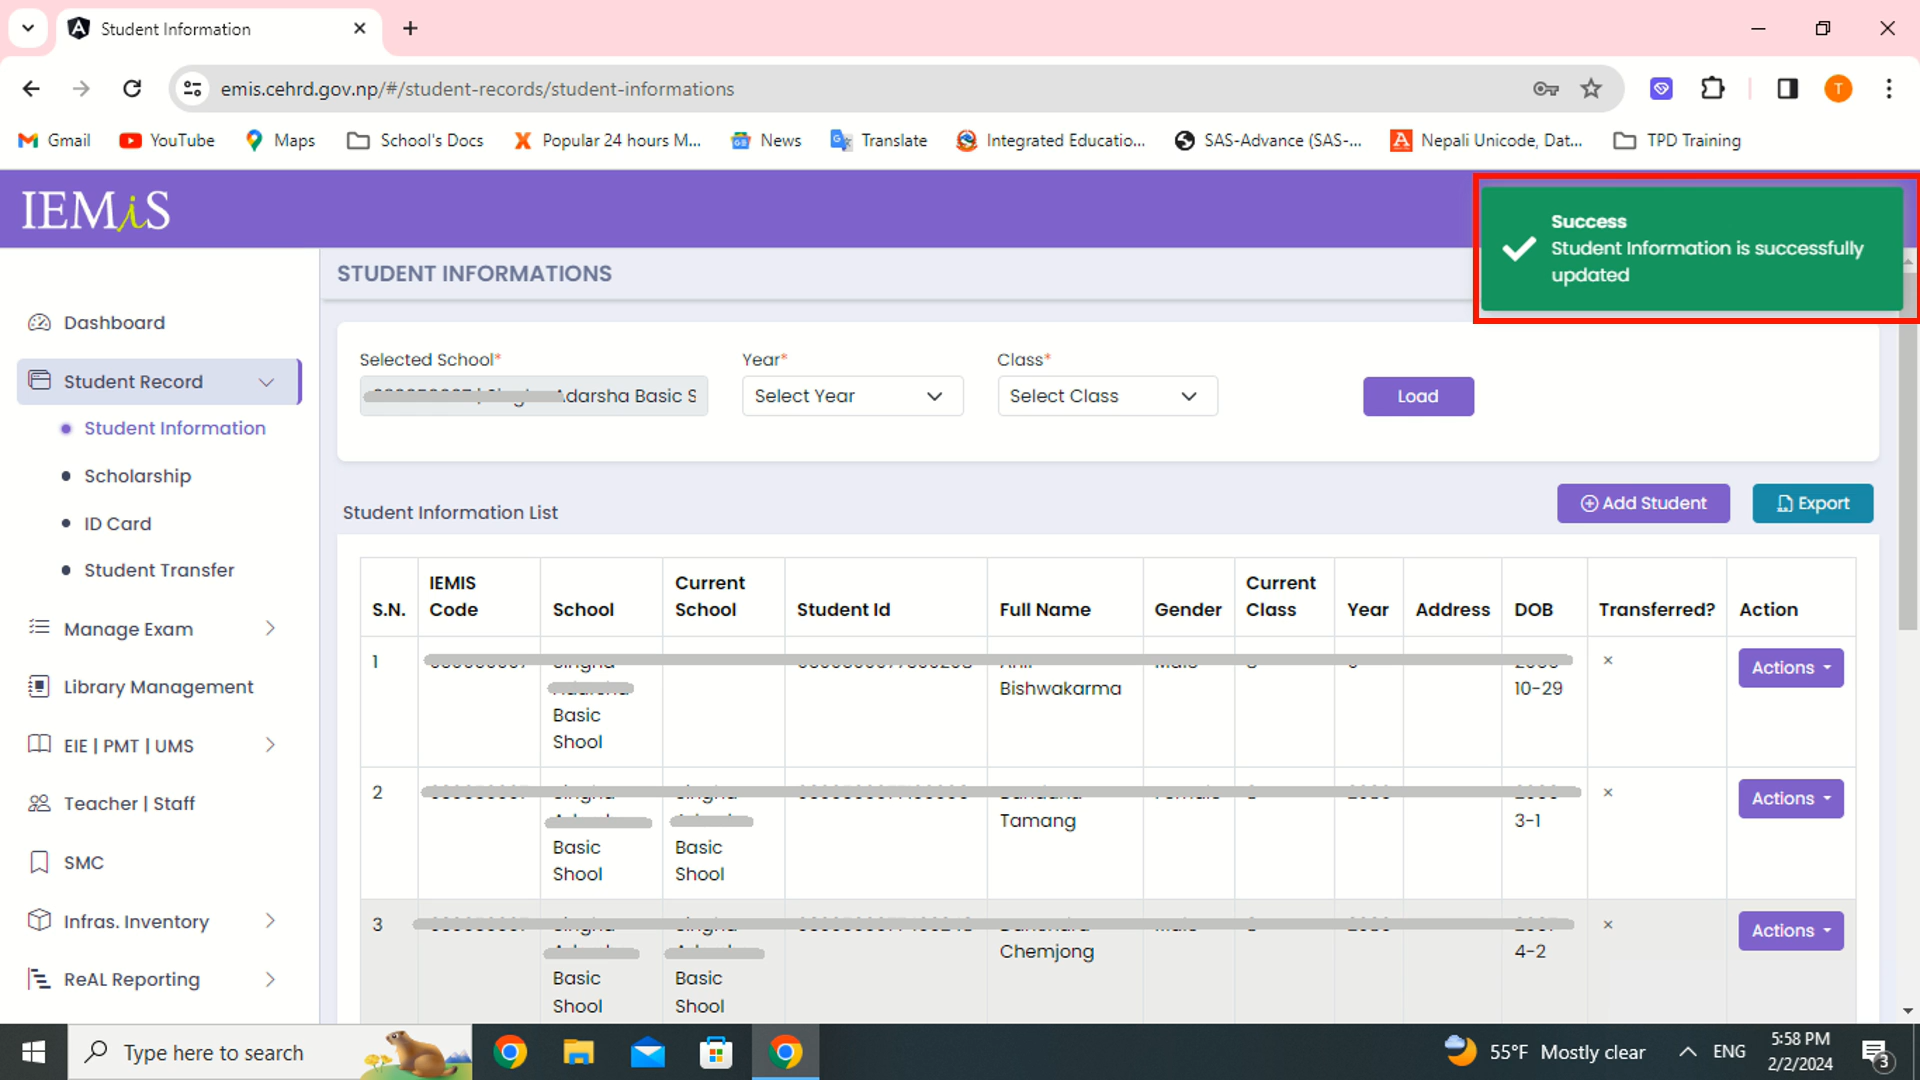 Student Information
emis.cehrd.gov.np/#/student-records/student-informations
Gmail YouTube Maps School's Docs Popular 24 hours M... News Translate Integrated Educatio... SAS-Advance (SAS-... Nepali Unicode, Dat... TPD Training
IEMiS
Success
Student Information is successfully
updated
STUDENT INFORMATIONS
Dashboard
Student Record
Student Information
Scholarship
ID Card
Student Transfer
Manage Exam
Library Management
EIE | PMT | UMS
Teacher | Staff
SMC
Infras. Inventory
ReAL Reporting
Selected School* Year* Class*
Adarsha Basic S Select Year Select Class Load
Student Information List Add Student Export
S.N. IEMIS Code School Current School Student Id Full Name Gender Current Class Year Address DOB Transferred? Action
1 × Actions
Bishwakarma 10-29
Basic
Shool
2 × Actions
Tamang 3-1
Basic Basic
Shool Shool
3 × Actions
Chemjong 4-2
Basic Basic
Shool Shool
Type here to search 55°F Mostly clear ENG 5:58 PM
2/2/2024 3
T